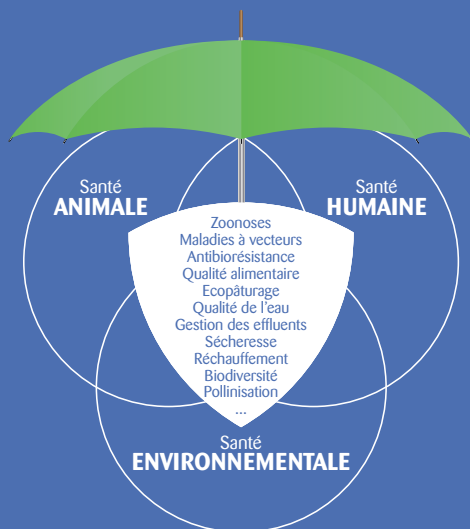 Santé
ANIMALE
Santé
HUMAINE
Zoonoses
Maladies à vecteurs
Antibiorésistance
Qualité alimentaire
Ecopâturage
Qualité de l'eau
Gestion des effluents
Sécheresse
Réchauffement
Biodiversité
Pollinisation
...
Santé
ENVIRONNEMENTALE